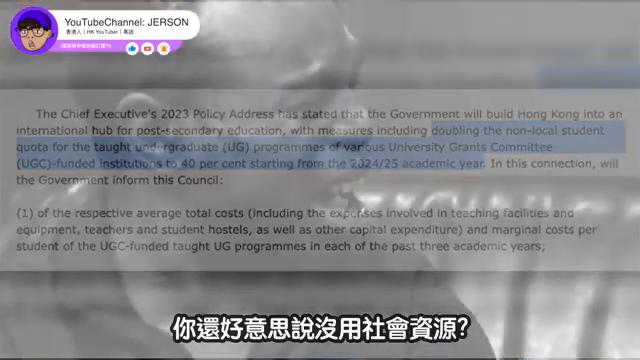 YouTubeChannel: JERSON
香港人｜HK YouTuber｜粵語
The Chief Executive's 2023 Policy Address has stated that the Government will build Hong Kong into an
international hub for post-secondary education, with measures including doubling the non-local student
quota for the taught undergraduate (UG) programmes of various University Grants Committee
(UGC)-funded institutions to 40 per cent starting from the 2024/25 academic year. In this connection, will
the Government inform this Council:
(1) of the respective average total costs (including the expenses involved in teaching facilities and
equipment, teachers and student hostels, as well as other capital expenditure) and marginal costs per
student of the UGC-funded taught UG programmes in each of the past three academic years;
你還好意思說沒用社會資源?